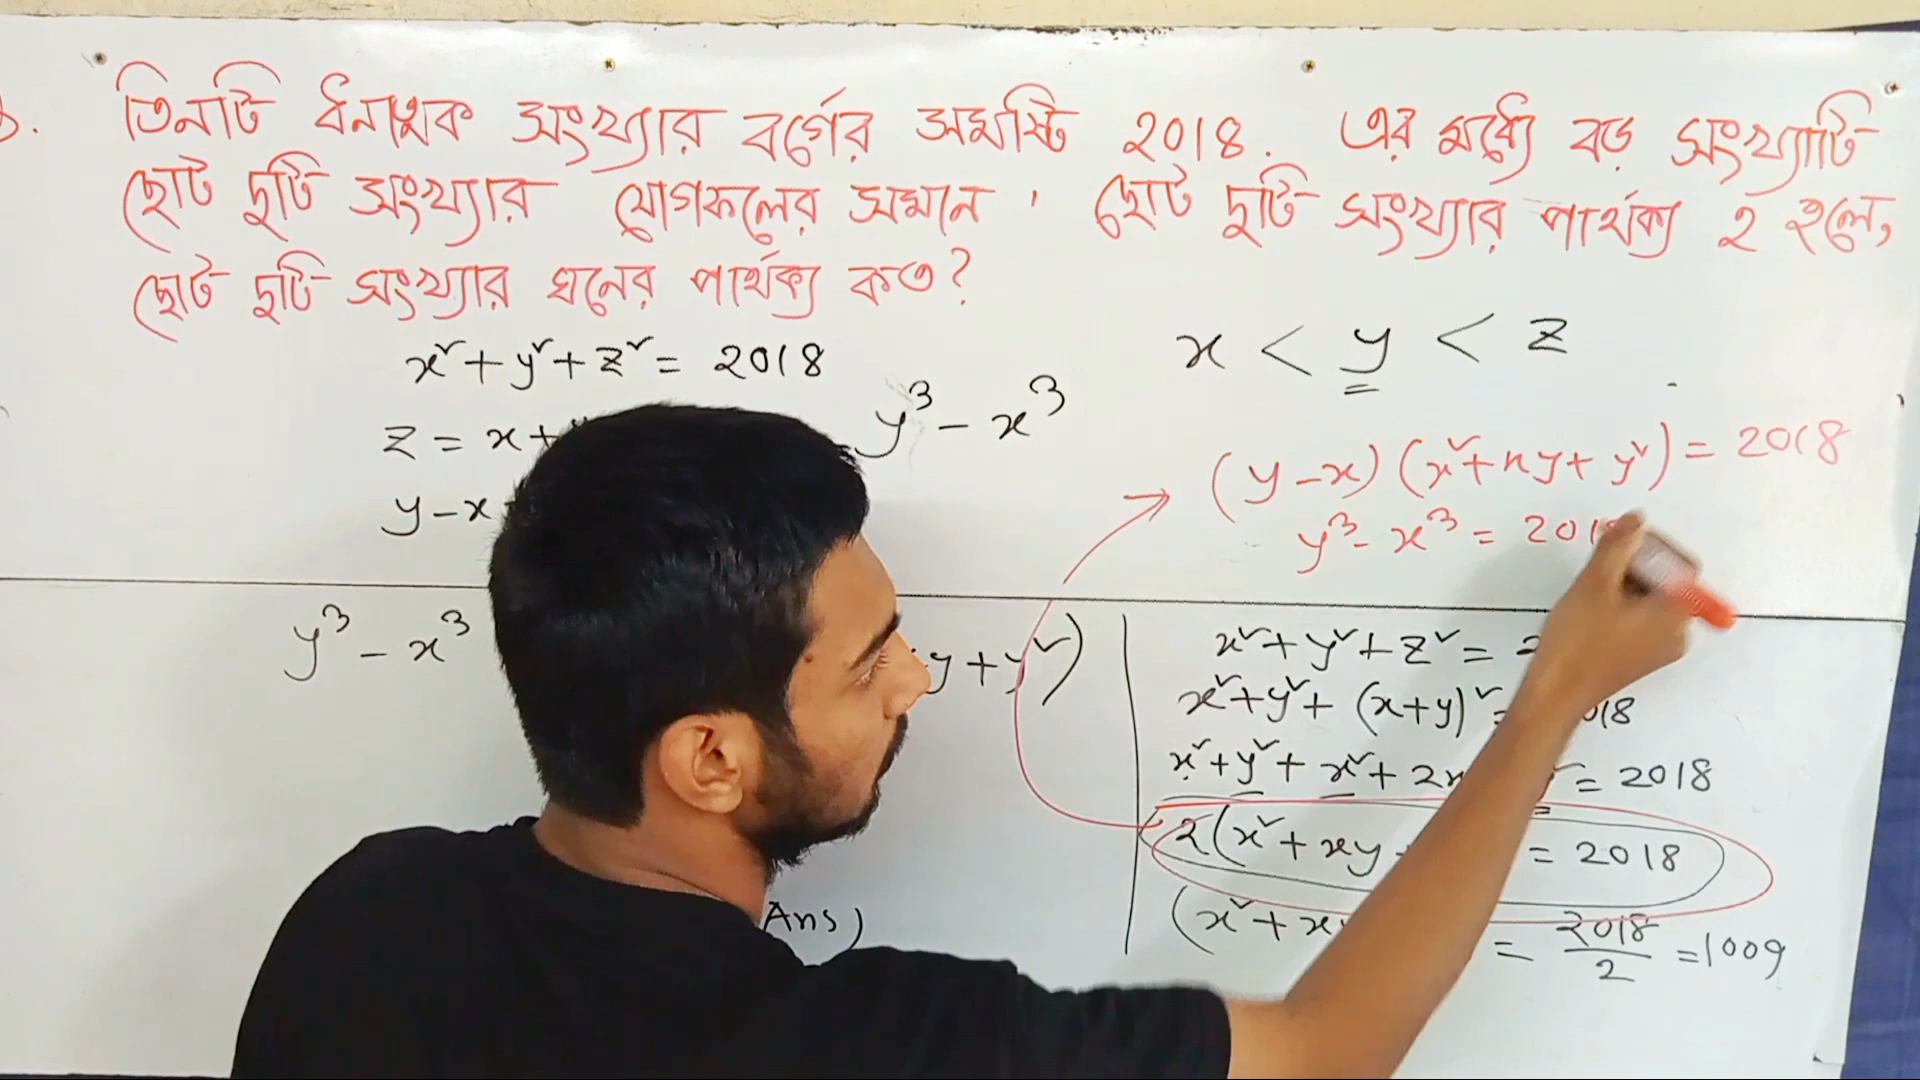 তিনটি ধনাত্মক সংখ্যার বর্গের সমষ্টি 2018. এর মধ্যে বড় সংখ্যাটি
ছোট দুটি সংখ্যার যোগফলের সমান, ছোট দুটি সংখ্যার পার্থক্য 2 হলে,
ছোট দুটি সংখ্যার ঘনের পার্থক্য কত?
x² + y² + z² = 2018
x < y < z
z = x +
y³ - x³
y - x
(y - x) (x² + xy + y²) = 2018
y³ - x³ = 201
y³ - x³
y + y²)
x² + y² + z² = 2
x² + y² + (x+y)² = 018
x² + y² + x² + 2x ² = 2018
2(x² + xy = 2018
(x² + x = 2018/2 = 1009
Ans)